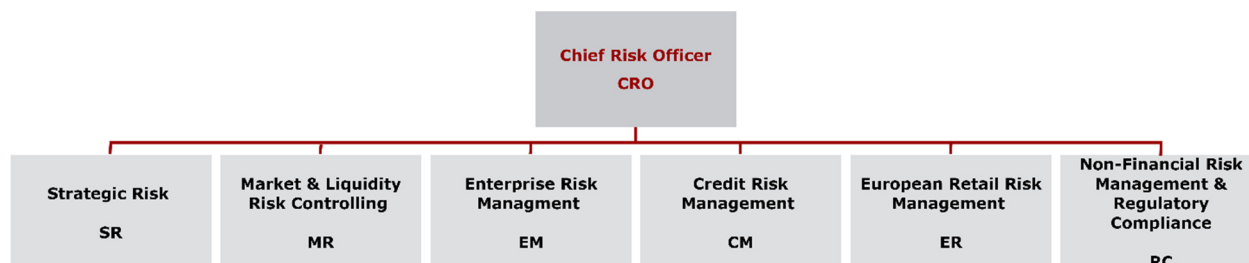 Chief Risk Officer
CRO
Strategic Risk
SR
Market & Liquidity
Risk Controlling
MR
Enterprise Risk
Managment
EM
Credit Risk
Management
CM
European Retail Risk
Management
ER
Non-Financial Risk
Management &
Regulatory
Compliance
RC